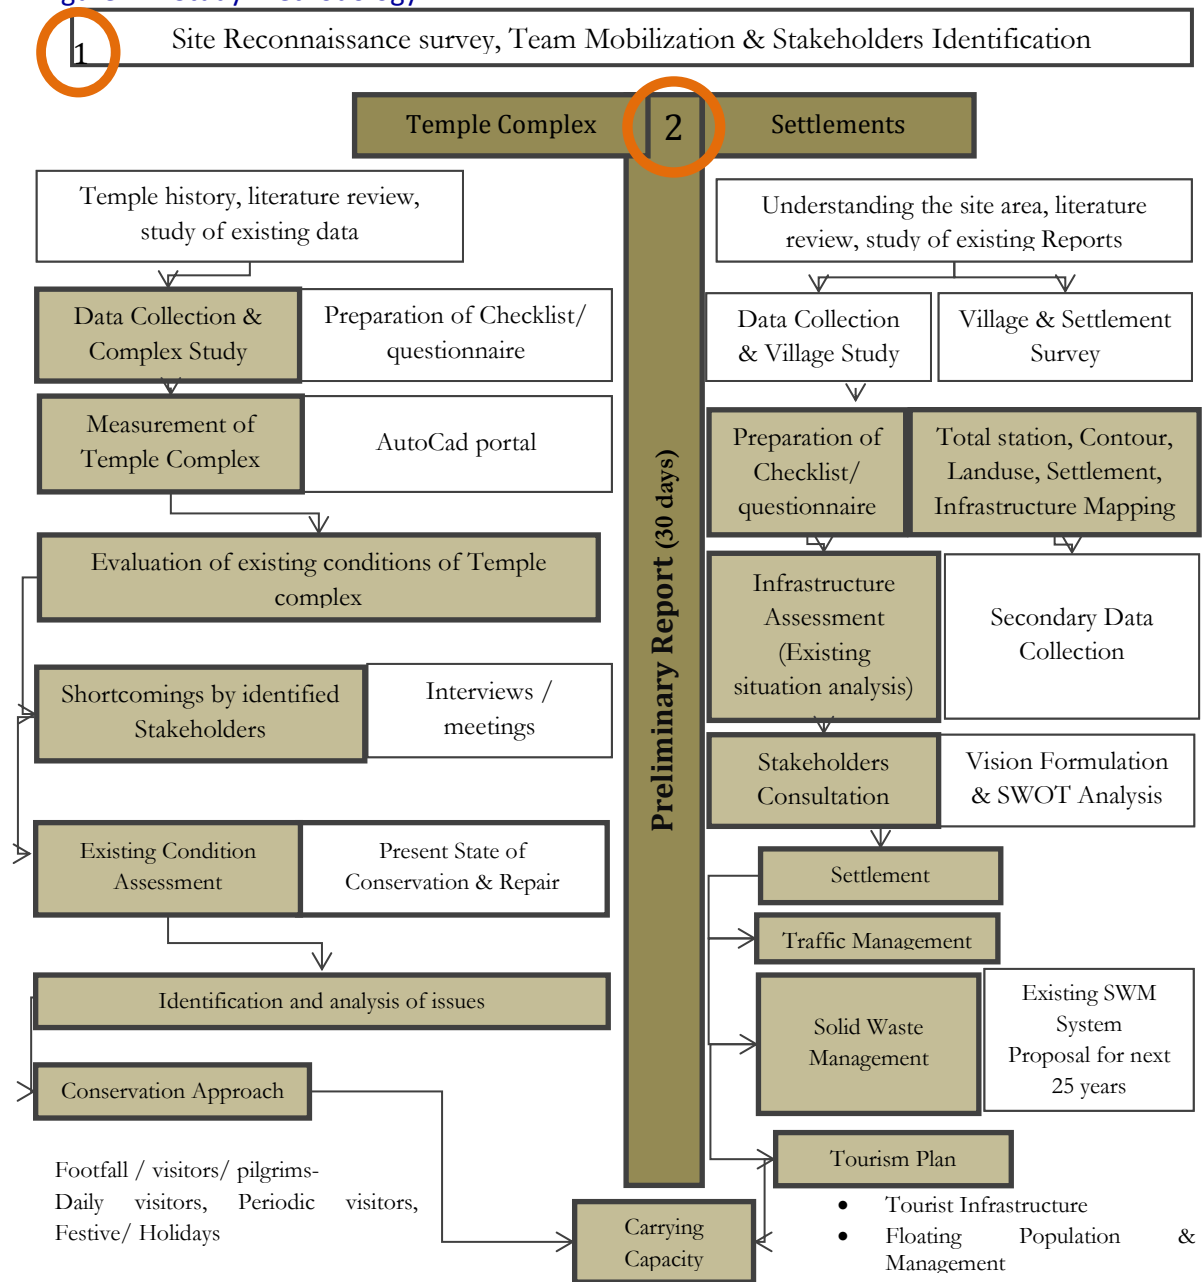 1
Site Reconnaissance survey, Team Mobilization & Stakeholders Identification
Temple Complex
2
Settlements
Preliminary Report (30 days)
Temple history, literature review,
study of existing data
Data Collection &
Complex Study
Preparation of Checklist/
questionnaire
Measurement of
Temple Complex
AutoCad portal
Evaluation of existing conditions of Temple
complex
Shortcomings by identified
Stakeholders
Interviews /
meetings
Existing Condition
Assessment
Present State of
Conservation & Repair
Identification and analysis of issues
Conservation Approach
Footfall / visitors/ pilgrims-
Daily visitors, Periodic visitors,
Festive/ Holidays
Understanding the site area, literature
review, study of existing Reports
Data Collection
& Village Study
Village & Settlement
Survey
Preparation of
Checklist/
questionnaire
Total station, Contour,
Landuse, Settlement,
Infrastructure Mapping
Infrastructure
Assessment
(Existing
situation analysis)
Secondary Data
Collection
Stakeholders
Consultation
Vision Formulation
& SWOT Analysis
Settlement
Traffic Management
Solid Waste
Management
Existing SWM
System
Proposal for next
25 years
Tourism Plan
• Tourist Infrastructure
• Floating Population &
Management
Carrying
Capacity